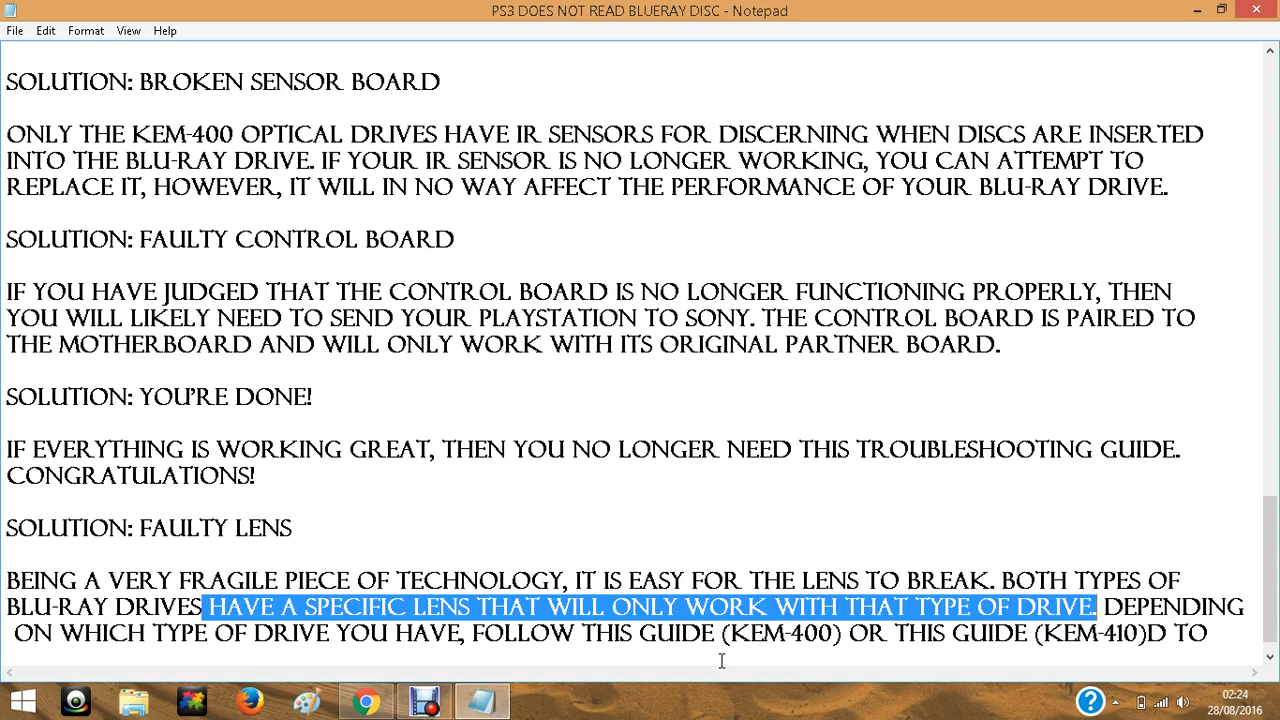 PS3 DOES NOT READ BLUERAY DISC - Notepad
File Edit Format View Help
SOLUTION: BROKEN SENSOR BOARD
ONLY THE KEM-400 OPTICAL DRIVES HAVE IR SENSORS FOR DISCERNING WHEN DISCS ARE INSERTED
INTO THE BLU-RAY DRIVE. IF YOUR IR SENSOR IS NO LONGER WORKING, YOU CAN ATTEMPT TO
REPLACE IT, HOWEVER, IT WILL IN NO WAY AFFECT THE PERFORMANCE OF YOUR BLU-RAY DRIVE.
SOLUTION: FAULTY CONTROL BOARD
IF YOU HAVE JUDGED THAT THE CONTROL BOARD IS NO LONGER FUNCTIONING PROPERLY, THEN
YOU WILL LIKELY NEED TO SEND YOUR PLAYSTATION TO SONY. THE CONTROL BOARD IS PAIRED TO
THE MOTHERBOARD AND WILL ONLY WORK WITH ITS ORIGINAL PARTNER BOARD.
SOLUTION: YOU'RE DONE!
IF EVERYTHING IS WORKING GREAT, THEN YOU NO LONGER NEED THIS TROUBLESHOOTING GUIDE.
CONGRATULATIONS!
SOLUTION: FAULTY LENS
BEING A VERY FRAGILE PIECE OF TECHNOLOGY, IT IS EASY FOR THE LENS TO BREAK. BOTH TYPES OF
BLU-RAY DRIVES HAVE A SPECIFIC LENS THAT WILL ONLY WORK WITH THAT TYPE OF DRIVE. DEPENDING
ON WHICH TYPE OF DRIVE YOU HAVE, FOLLOW THIS GUIDE (KEM-400) OR THIS GUIDE (KEM-410)D TO
02:24
28/08/2016